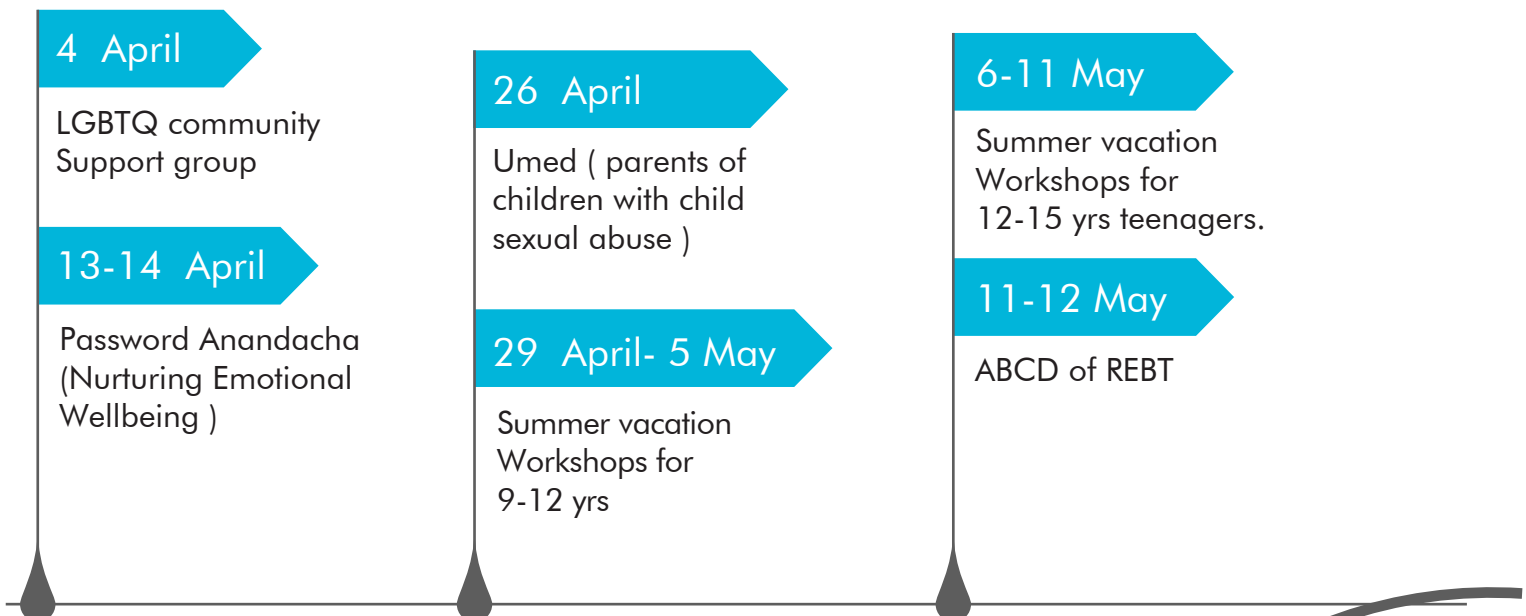 4 April
LGBTQ community
Support group
13-14 April
Password Anandacha
(Nurturing Emotional
Wellbeing )
26 April
Umed ( parents of
children with child
sexual abuse )
29 April- 5 May
Summer vacation
Workshops for
9-12 yrs
6-11 May
Summer vacation
Workshops for
12-15 yrs teenagers.
11-12 May
ABCD of REBT